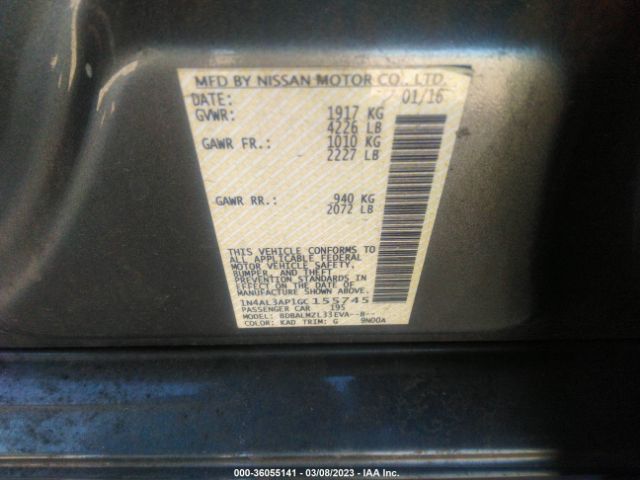 MFD BY NISSAN MOTOR CO., LTD.
DATE: 01/16
GVWR: 1917 KG
4226 LB
GAWR FR.: 1010 KG
2227 LB
GAWR RR.: 940 KG
2072 LB
THIS VEHICLE CONFORMS TO
ALL APPLICABLE FEDERAL
MOTOR VEHICLE SAFETY,
BUMPER, AND THEFT
PREVENTION STANDARDS
IN EFFECT ON THE DATE OF
MANUFACTURE SHOWN ABOVE.
1N4AL3AP1GC155745
PASSENGER CAR 195
MODEL: BDBALMZL33EVA--B--
COLOR: KAD TRIM: G 9N00A
000-36055141 - 03/08/2023 - IAA Inc.